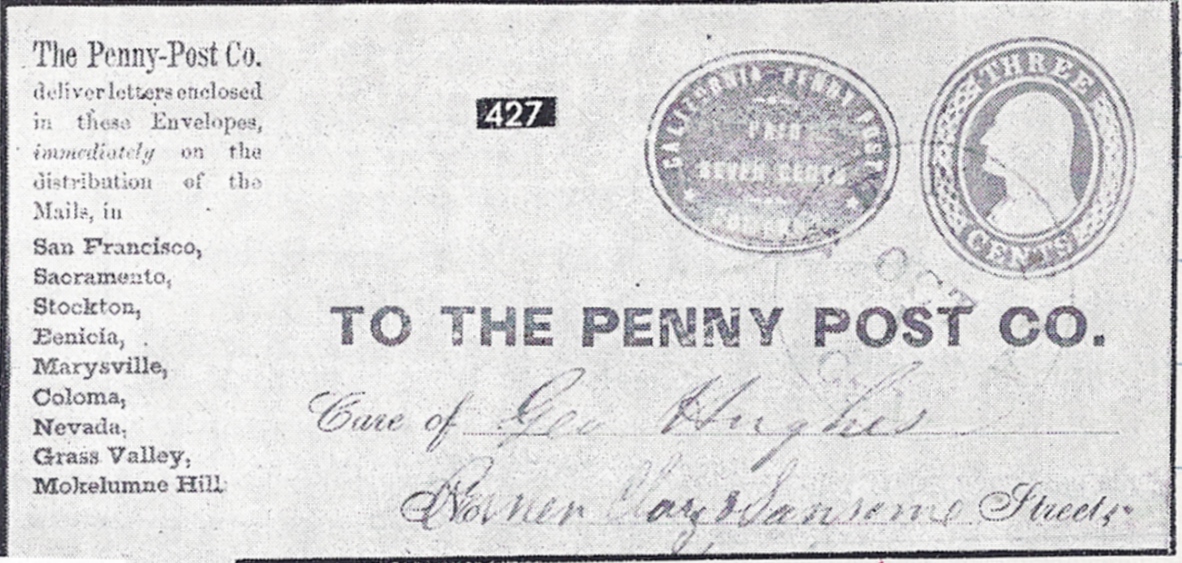 The Penny-Post Co.
deliver letters enclosed
in these Envelopes,
immediately on the
distribution of the
Mails, in
San Francisco,
Sacramento,
Stockton,
Benicia,
Marysville,
Coloma,
Nevada,
Grass Valley,
Mokelumne Hill
427
CALIFORNIA PENNY POST
PAID
SEVEN CENTS
THREE
CENTS
OCT
TO THE PENNY POST CO.
Care of Geo Hughes
Corner Clay & Sansome Streets